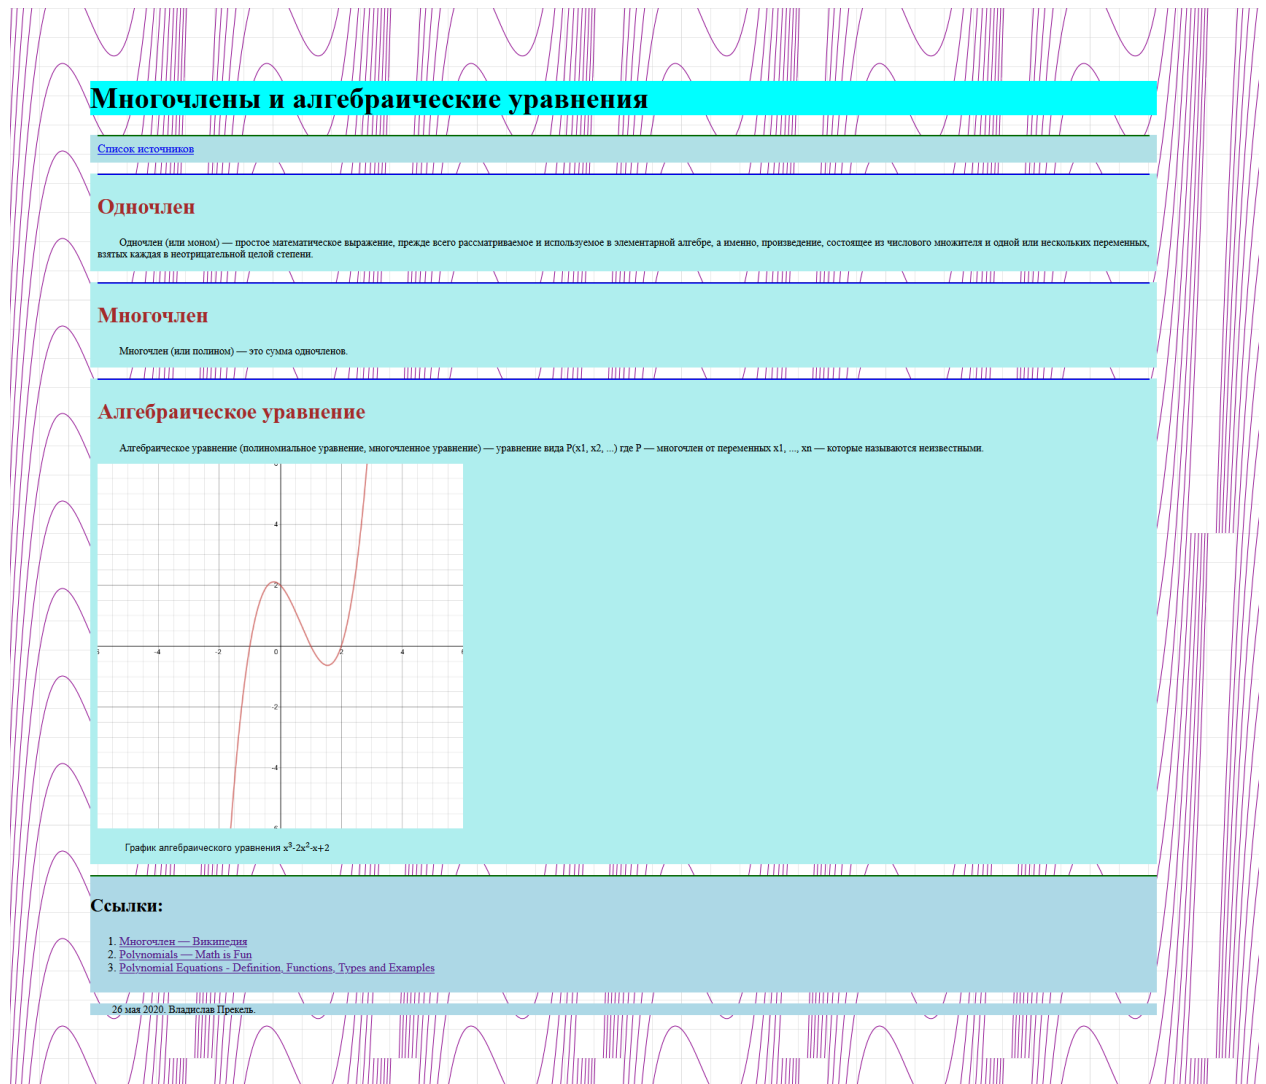 Многочлены и алгебраические уравнения
Список источников
Одночлен
Одночлен (или моном) — простое математическое выражение, прежде всего рассматриваемое и используемое в элементарной алгебре, а именно, произведение, состоящее из числового множителя и одной или нескольких переменных,
взятых каждая в неотрицательной целой степени.
Многочлен
Многочлен (или полином) — это сумма одночленов.
Алгебраическое уравнение
Алгебраическое уравнение (полиномиальное уравнение, многочленное уравнение) — уравнение вида P(x1, x2, ...) где P — многочлен от переменных x1, ..., xn — которые называются неизвестными.
4
2
-4 -2 0 2 4
-2
-4
График алгебраического уравнения x³-2x²-x+2
Ссылки:
1. Многочлен — Википедия
2. Polynomials — Math is Fun
3. Polynomial Equations - Definition, Functions, Types and Examples
26 мая 2020. Владислав Прекель.